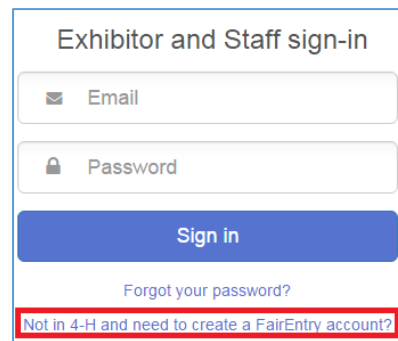 Exhibitor and Staff sign-in
Email
Password
Sign in
Forgot your password?
Not in 4-H and need to create a FairEntry account?